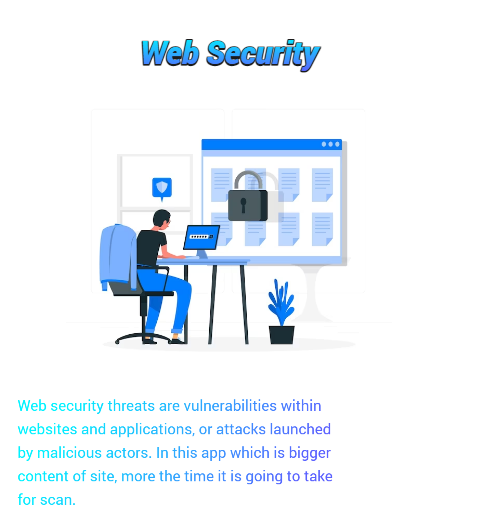 Web Security
Web security threats are vulnerabilities within
websites and applications, or attacks launched
by malicious actors. In this app which is bigger
content of site, more the time it is going to take
for scan.